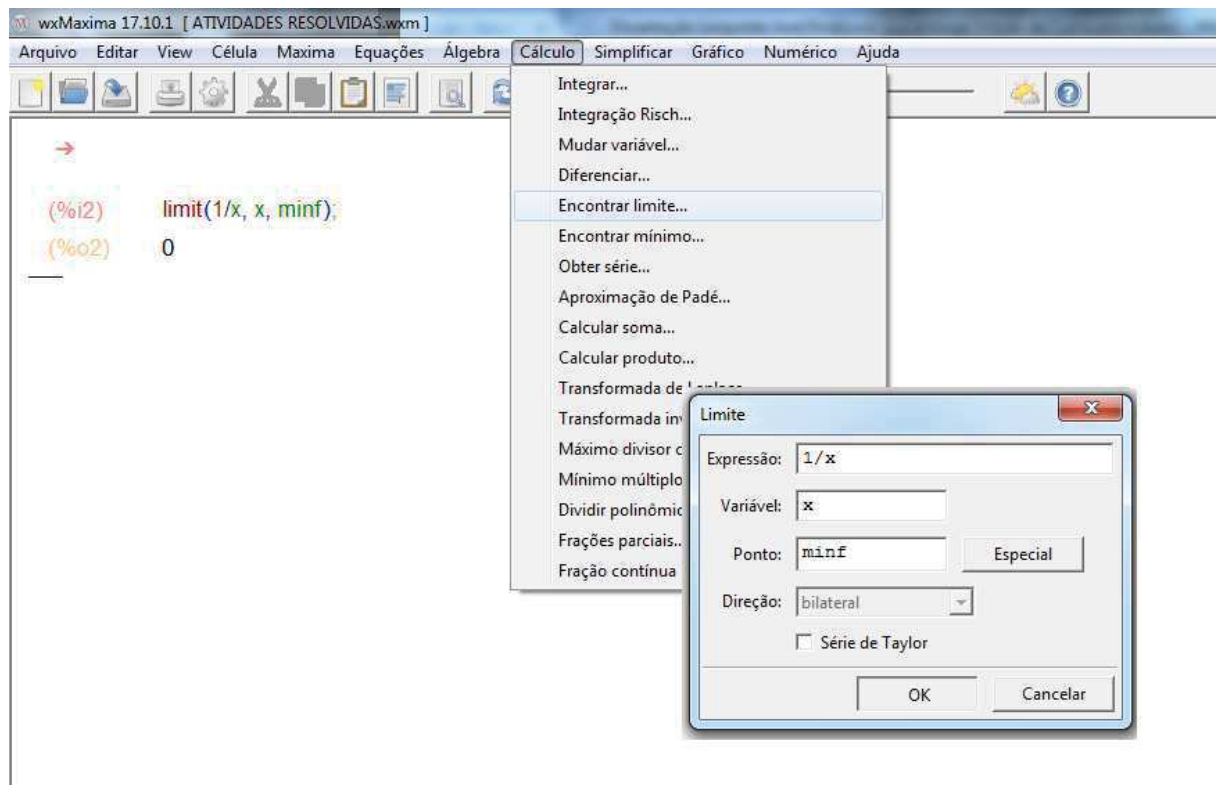 wxMaxima 17.10.1 [ ATIVIDADES RESOLVIDAS.wxm ]
Arquivo Editar View Célula Maxima Equações Álgebra Cálculo Simplificar Gráfico Numérico Ajuda
Integrar...
Integração Risch...
Mudar variável...
Diferenciar...
Encontrar limite...
Encontrar mínimo...
Obter série...
Aproximação de Padé...
Calcular soma...
Calcular produto...
Transformada de
Transformada
Máximo divisor
Mínimo múltiplo
Dividir
Frações parciais..
Fração contínua
(%i2) limit(1/x, x, minf);
(%o2) 0
Limite
Expressão: 1/x
Variável: x
Ponto: minf Especial
Direção: bilateral
Série de Taylor
OK Cancelar